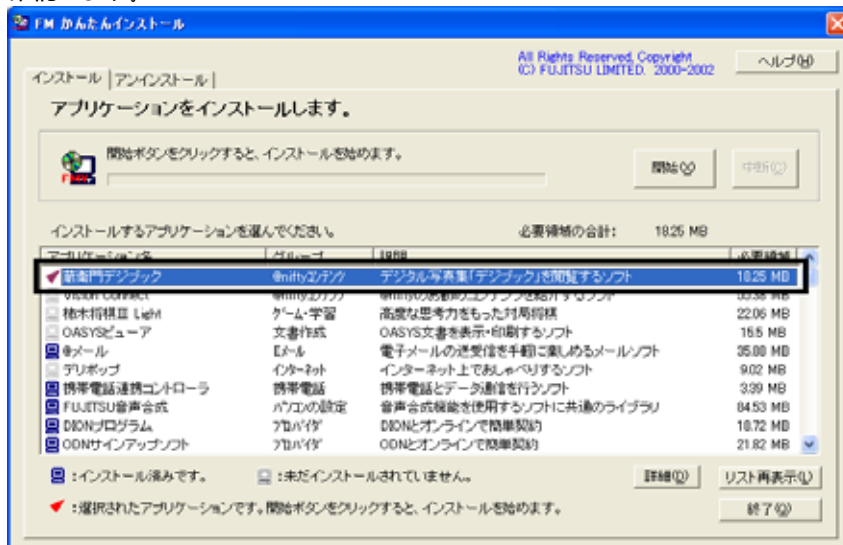 FM かんたんインストール
All Rights Reserved, Copyright
(C) FUJITSU LIMITED. 2000-2002
ヘルプ(H)
インストール アンインストール
アプリケーションをインストールします。
開始ボタンをクリックすると、インストールを始めます。
開始(X) 中断(C)
インストールするアプリケーションを選んでください。 必要領域の合計: 18.25 MB
アプリケーション名 グループ 説明 必要領域
蔵衛門デジブック @niftyコンテンツ デジタル写真集「デジブック」を閲覧するソフト 18.25 MB
Vision Connect @niftyコンテンツ
柿木将棋Ⅱ Light ゲーム・学習 高度な思考力をもった対局将棋 22.06 MB
OASYSビューア 文書作成 OASYS文書を表示・印刷するソフト 16.5 MB
@メール Eメール 電子メールの送受信を手軽に楽しめるメールソフト 35.00 MB
デリポップ インターネット インターネット上でおしゃべりするソフト 9.02 MB
携帯電話連携コントローラ 携帯電話 携帯電話とデータ通信を行うソフト 3.39 MB
FUJITSU音声合成 パソコンの設定 音声合成機能を使用するソフトに共通のライブラリ 84.53 MB
DIONプログラム プロバイダ DIONとオンラインで簡単契約 18.72 MB
ODNサインアップソフト プロバイダ ODNとオンラインで簡単契約 21.82 MB
:インストール済みです。 :未だインストールされていません。 詳細(D) リスト再表示(L)
:選択されたアプリケーションです。開始ボタンをクリックすると、インストールを始めます。 終了(Q)